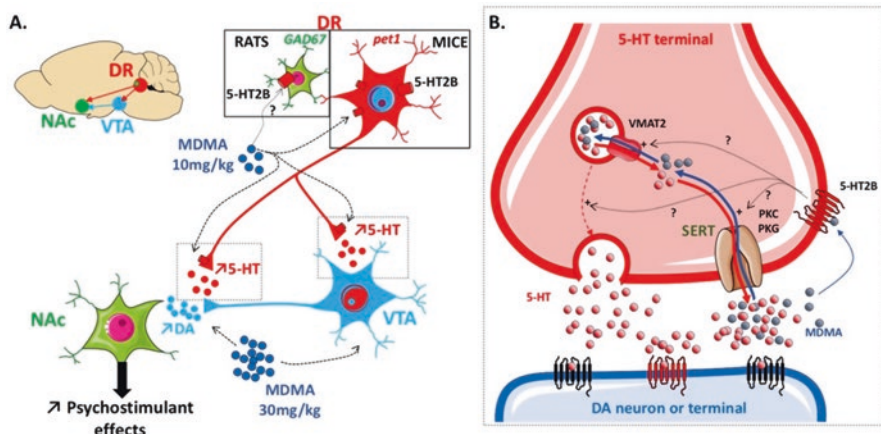 A.
DR
RATS
GAD67
5-HT2B
?
pet1
MICE
5-HT2B
DR
NAc
VTA
MDMA
10mg/kg
↗5-HT
↗5-HT
NAc
↗DA
VTA
MDMA
30mg/kg
↗ Psychostimulant
effects
B.
5-HT terminal
VMAT2
+
?
?
?
+
+
5-HT2B
PKC
PKG
SERT
5-HT
MDMA
DA neuron or terminal